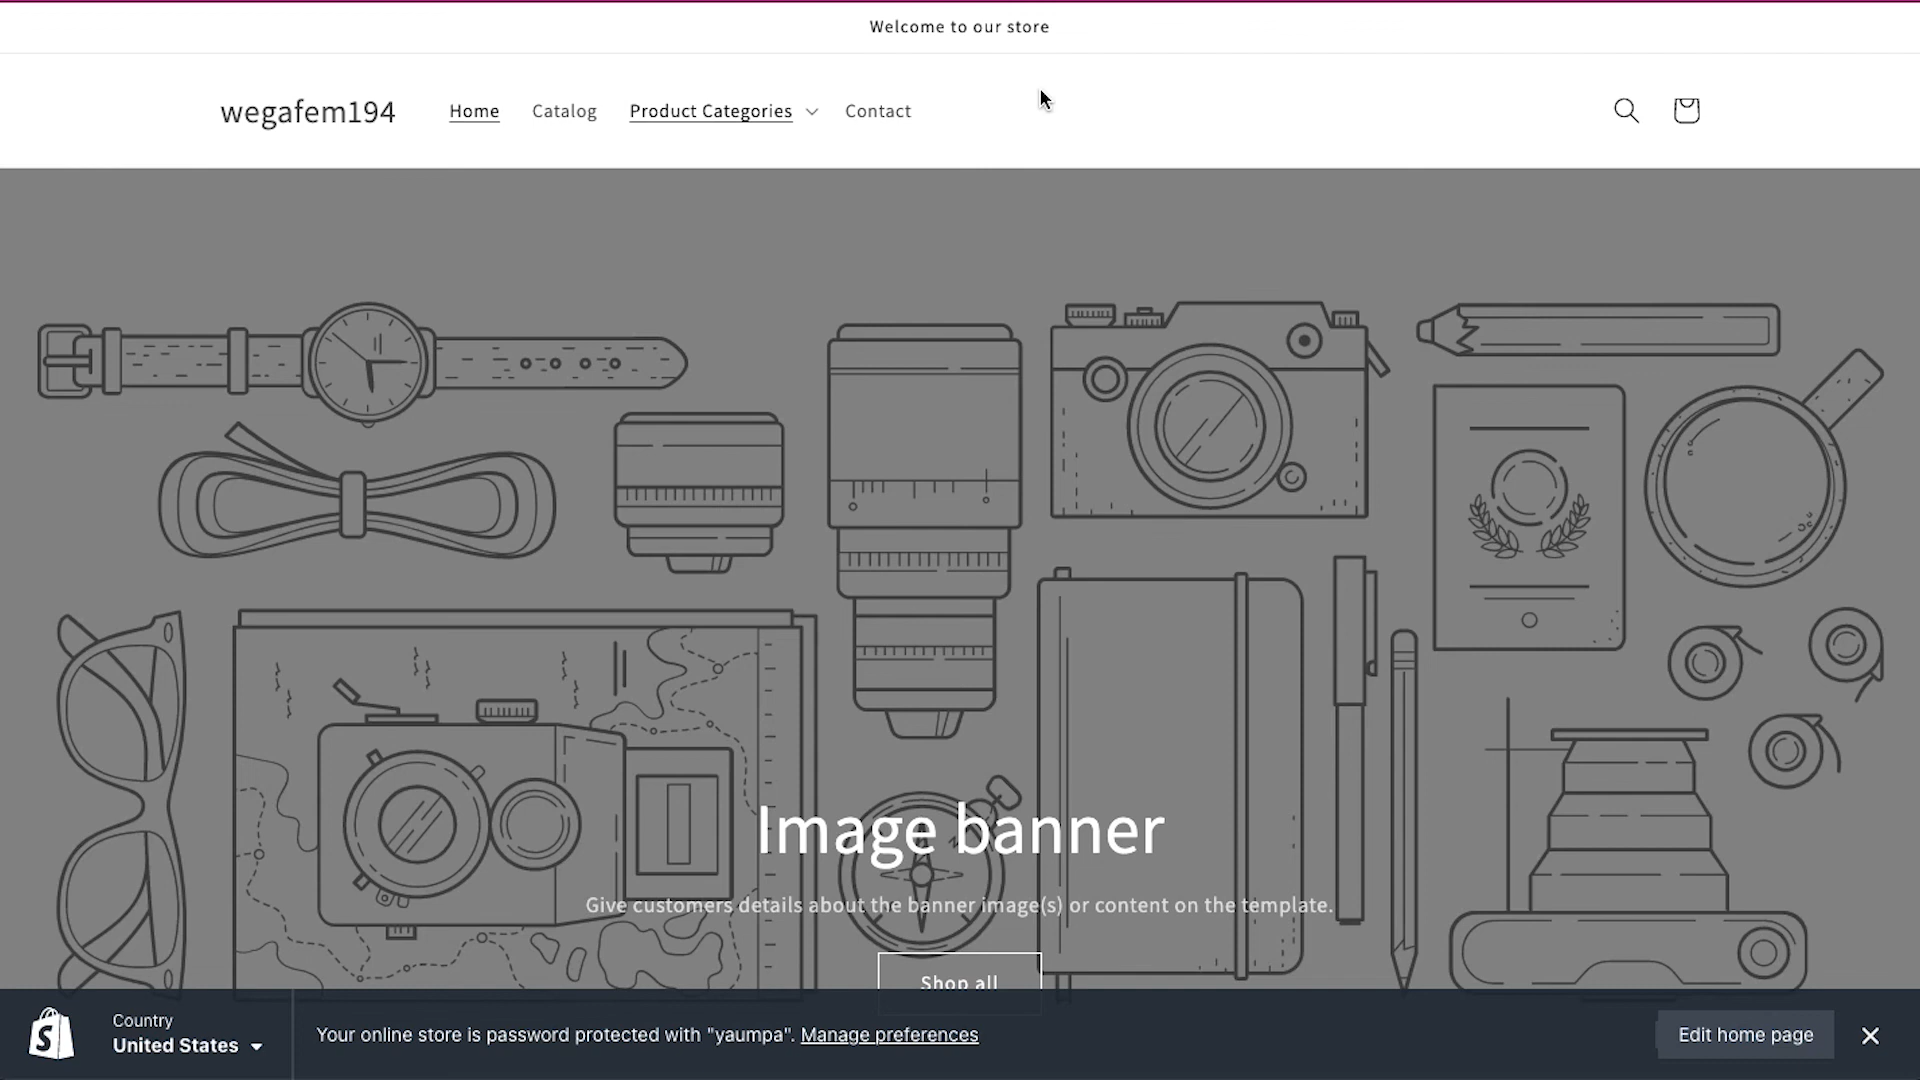 Welcome to our store
wegafem194
Home
Catalog
Product Categories
Contact
Image banner
Give customers details about the banner image(s) or content on the template.
Shop all
Country
United States
Your online store is password protected with "yaumpa". Manage preferences
Edit home page